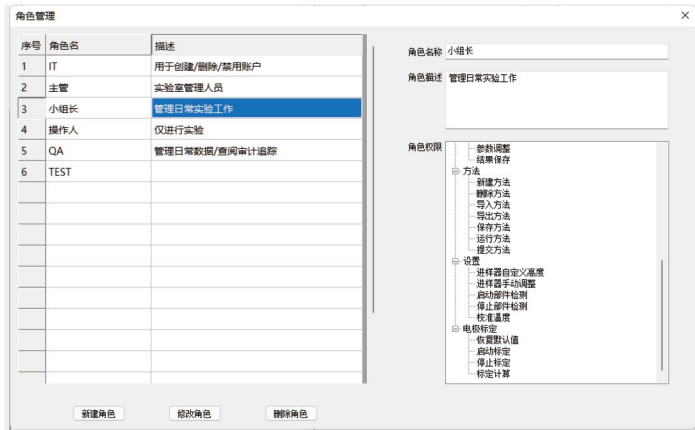 角色管理
序号 角色名 描述
1 IT 用于创建/删除/禁用账户
2 主管 实验室管理人员
3 小组长 管理日常实验工作
4 操作人 仅进行实验
5 QA 管理日常数据/查阅审计追踪
6 TEST
新建角色 修改角色 删除角色
角色名称 小组长
角色描述 管理日常实验工作
角色权限
参数调整
结果保存
方法
新建方法
删除方法
导入方法
导出方法
保存方法
运行方法
提交方法
设置
进样器自定义高度
进样器手动调整
启动部件检测
停止部件检测
校准温度
电极标定
恢复默认值
启动标定
停止标定
标定计算